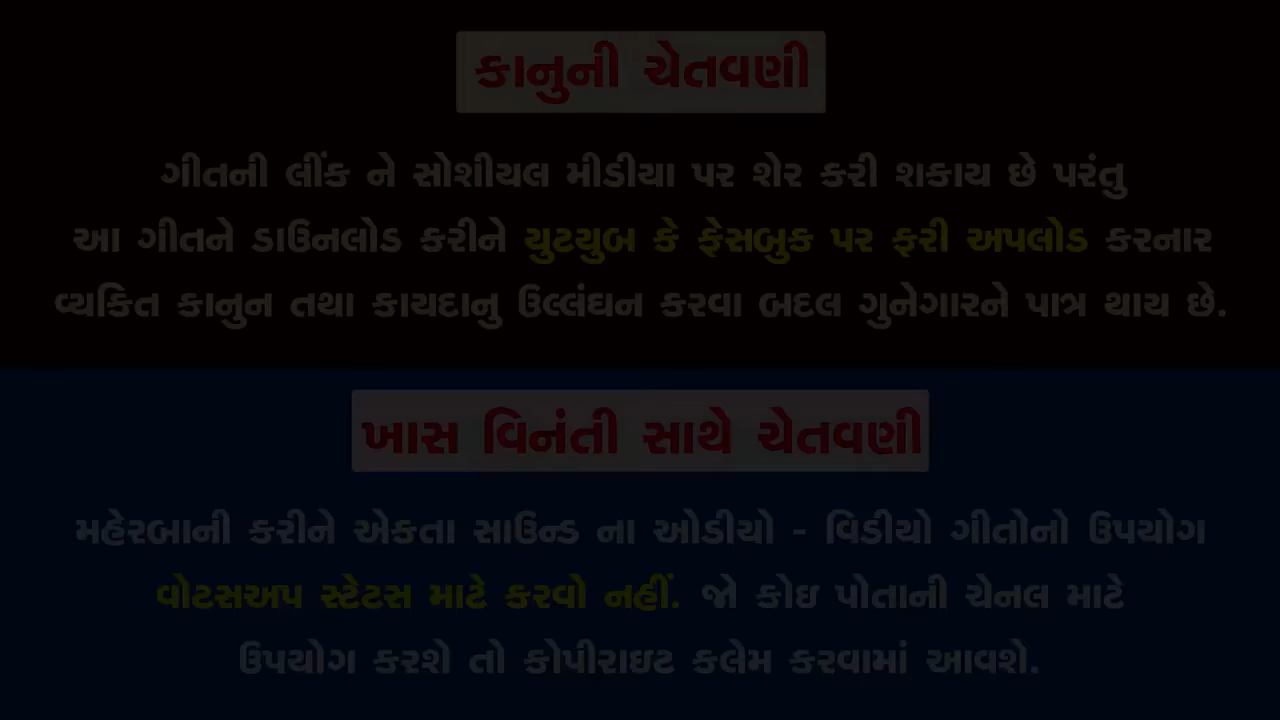 કાનુની ચેતવણી
ગીતની લીંક ને સોશીયલ મીડીયા પર શેર કરી શકાય છે પરંતુ
આ ગીતને ડાઉનલોડ કરીને યુટયુબ કે ફેસબુક પર ફરી અપલોડ કરનાર
વ્યકિત કાનુન તથા કાયદાનુ ઉલ્લંઘન કરવા બદલ ગુનેગારને પાત્ર થાય છે.
ખાસ વિનંતી સાથે ચેતવણી
મહેરબાની કરીને એકતા સાઉન્ડ ના ઓડીયો - વિડીયો ગીતોનો ઉપયોગ
વોટસઅપ સ્ટેટસ માટે કરવો નહીં. જો કોઇ પોતાની ચેનલ માટે
ઉપયોગ કરશે તો કોપીરાઇટ કલેમ કરવામાં આવશે.